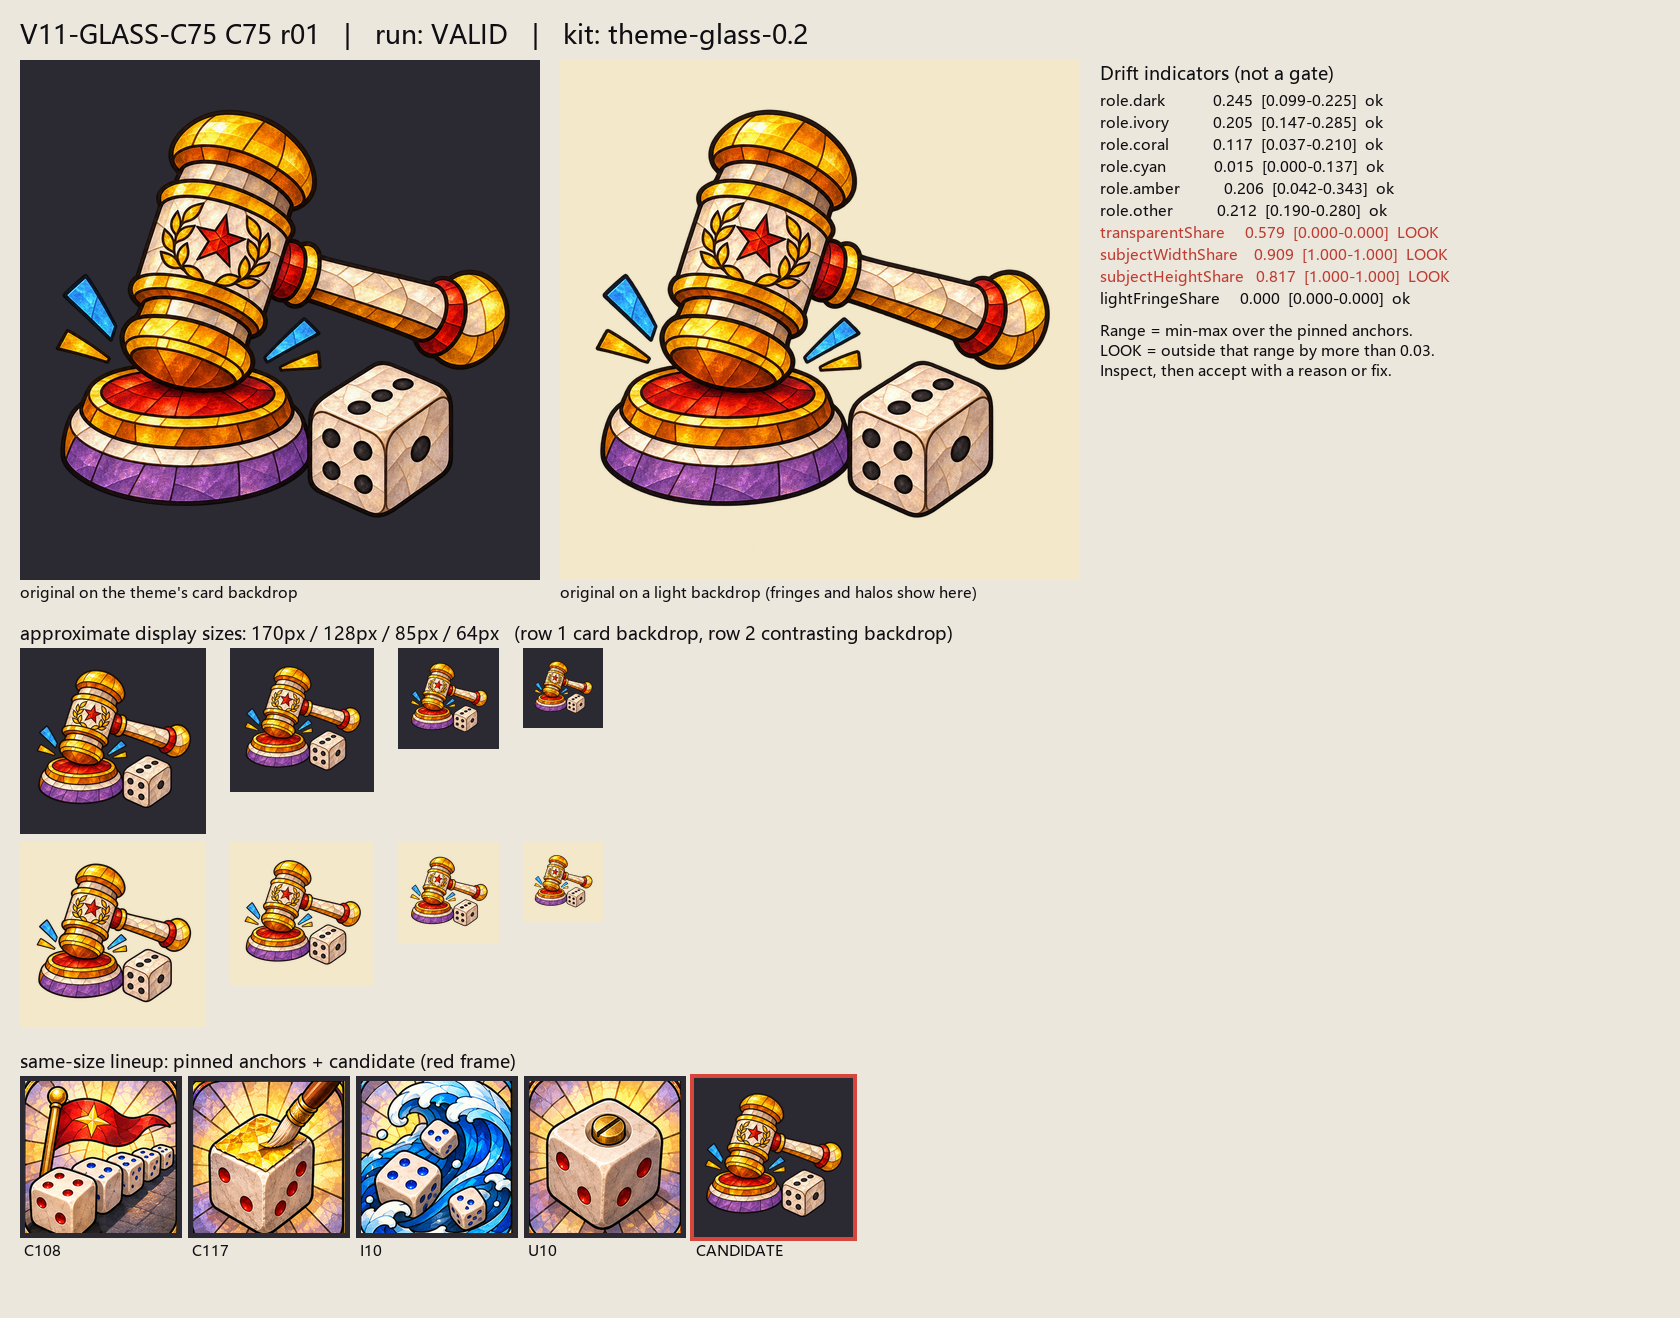 V11-GLASS-C75 C75 r01 | run: VALID | kit: theme-glass-0.2
Drift indicators (not a gate)
role.dark 0.245 [0.099-0.225] ok
role.ivory 0.205 [0.147-0.285] ok
role.coral 0.117 [0.037-0.210] ok
role.cyan 0.015 [0.000-0.137] ok
role.amber 0.206 [0.042-0.343] ok
role.other 0.212 [0.190-0.280] ok
transparentShare 0.579 [0.000-0.000] LOOK
subjectWidthShare 0.909 [1.000-1.000] LOOK
subjectHeightShare 0.817 [1.000-1.000] LOOK
lightFringeShare 0.000 [0.000-0.000] ok
Range = min-max over the pinned anchors.
LOOK = outside that range by more than 0.03.
Inspect, then accept with a reason or fix.
original on the theme's card backdrop
original on a light backdrop (fringes and halos show here)
approximate display sizes: 170px / 128px / 85px / 64px (row 1 card backdrop, row 2 contrasting backdrop)
same-size lineup: pinned anchors + candidate (red frame)
C108
C117
I10
U10
CANDIDATE